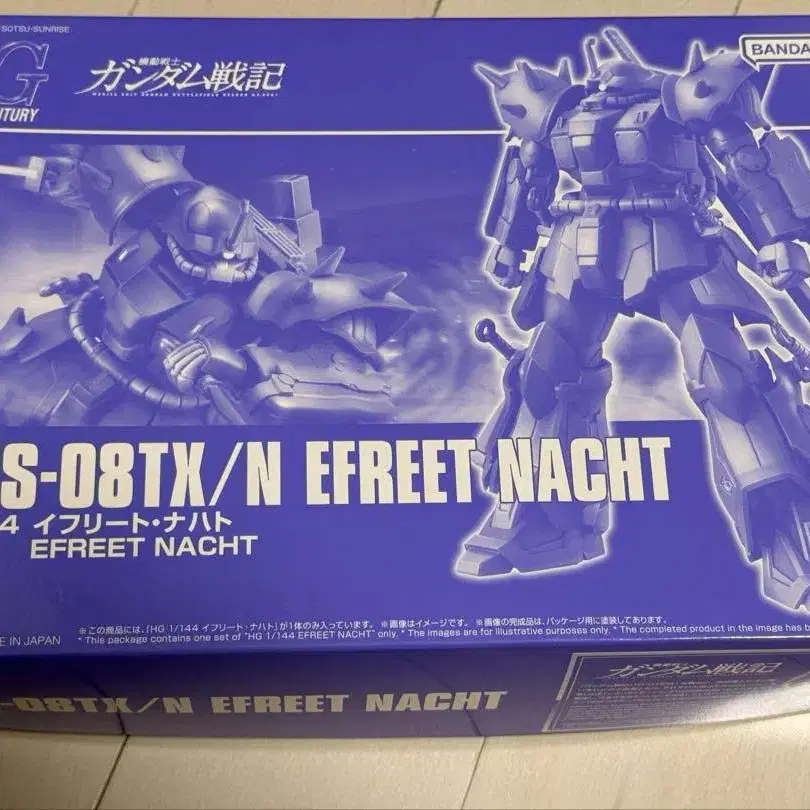 SOTSU・SUNRISE
G
機動戦士
ガンダム戦記
BANDA
TURY
S-08TX/N EFREET NACHT
4 イフリート・ナハト
EFREET NACHT
E IN JAPAN
※この商品には、「HG 1/144 イフリート・ナハト」が1体のみ入っています。 ※画像はイメージです。 ※画像の完成品は、パッケージ用に塗装してあります。
* This package contains one set of "HG 1/144 EFREET NACHT" only. * The images are for illustrative purposes only. * The completed product in the image has b
-08TX/N EFREET NACHT
ガンダム戦記